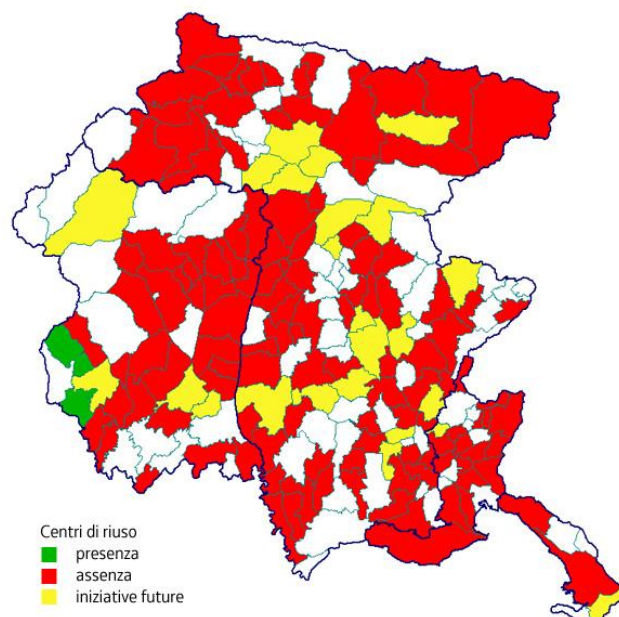 Centri di riuso
presenza
assenza
iniziative future